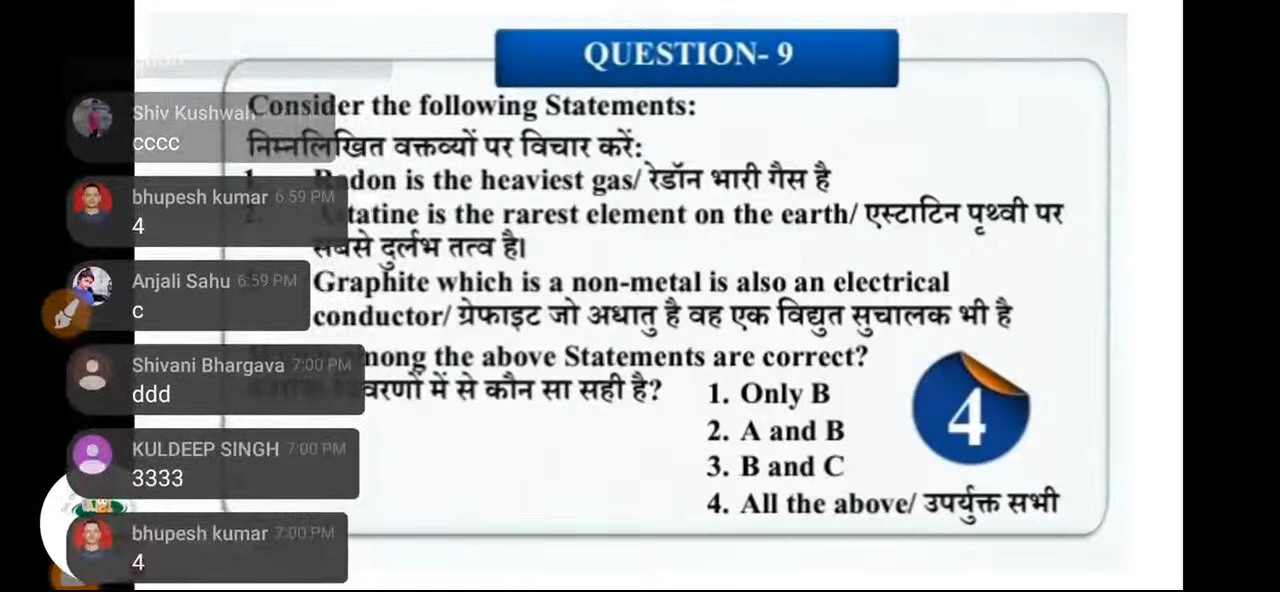 QUESTION- 9
Consider the following Statements:
निम्नलिखित वक्तव्यों पर विचार करें:
Radon is the heaviest gas/ रेडॉन भारी गैस है
2. Astatine is the rarest element on the earth/ एस्टाटिन पृथ्वी पर
सबसे दुर्लभ तत्व है।
Graphite which is a non-metal is also an electrical
conductor/ ग्रेफाइट जो अधातु है वह एक विद्युत सुचालक भी है
among the above Statements are correct?
में से कौन सा सही है?
1. Only B
2. A and B
3. B and C
4. All the above/ उपर्युक्त सभी
4
Shiv Kushwah
cccc
bhupesh kumar 6:59 PM
4
Anjali Sahu 6:59 PM
c
Shivani Bhargava 7:00 PM
ddd
KULDEEP SINGH 7:00 PM
3333
bhupesh kumar 7:00 PM
4